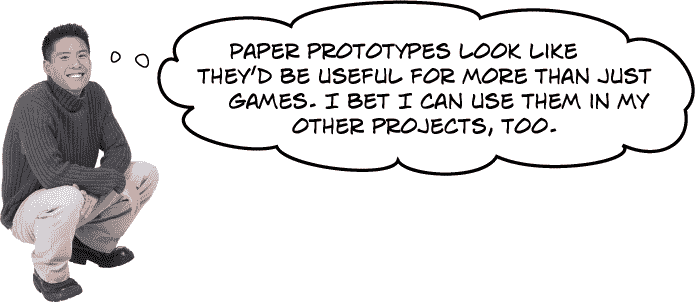 PAPER PROTOTYPES LOOK LIKE
THEY'D BE USEFUL FOR MORE THAN JUST
GAMES. I BET I CAN USE THEM IN MY
OTHER PROJECTS, TOO.